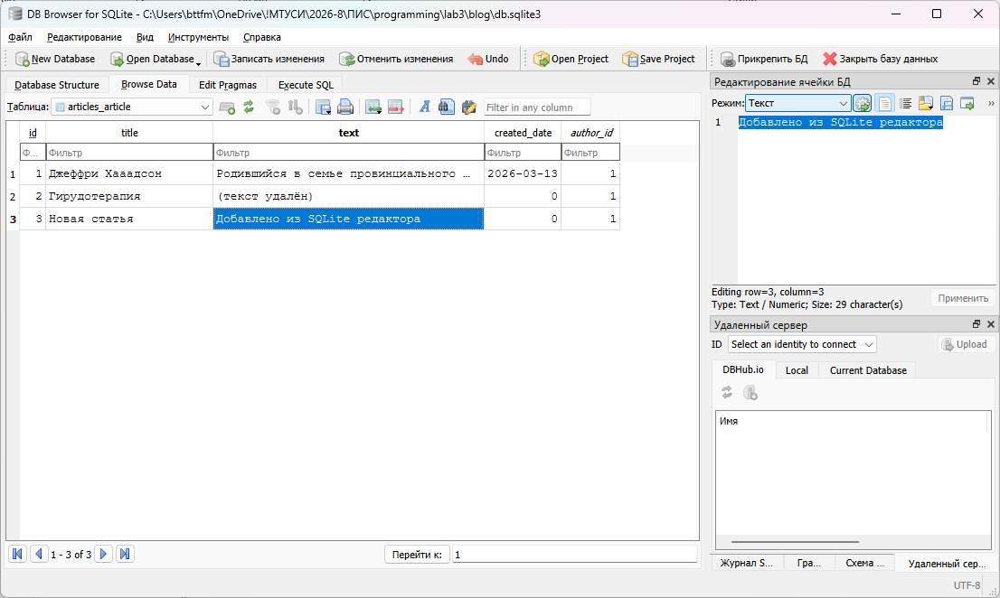 DB Browser for SQLite - C:\Users\bttfm\OneDrive\!МТУСИ\2026-8\ПИС\programming\lab3\blog\db.sqlite3
Файл Редактирование Вид Инструменты Справка
New Database Open Database Записать изменения Отменить изменения Undo Open Project Save Project Прикрепить БД Закрыть базу данных
Database Structure Browse Data Edit Pragmas Execute SQL
Таблица: articles_article Filter in any column
id title text created_date author_id
Ф... Фильтр Фильтр Фильтр Фильтр
1 1 Джеффри Хааадсон Родившийся в семье провинциального ... 2026-03-13 1
2 2 Гирудотерапия (текст удалён) 0 1
3 3 Новая статья Добавлено из SQLite редактора 0 1
1 - 3 of 3 Перейти к: 1
Редактирование ячейки БД
Режим: Текст »
1 Добавлено из SQLite редактора
Editing row=3, column=3
Type: Text / Numeric; Size: 29 character(s)
Применить
Удаленный сервер
ID Select an identity to connect Upload
DBHub.io Local Current Database
Имя
Журнал S... Гра... Схема ... Удаленный сер...
UTF-8